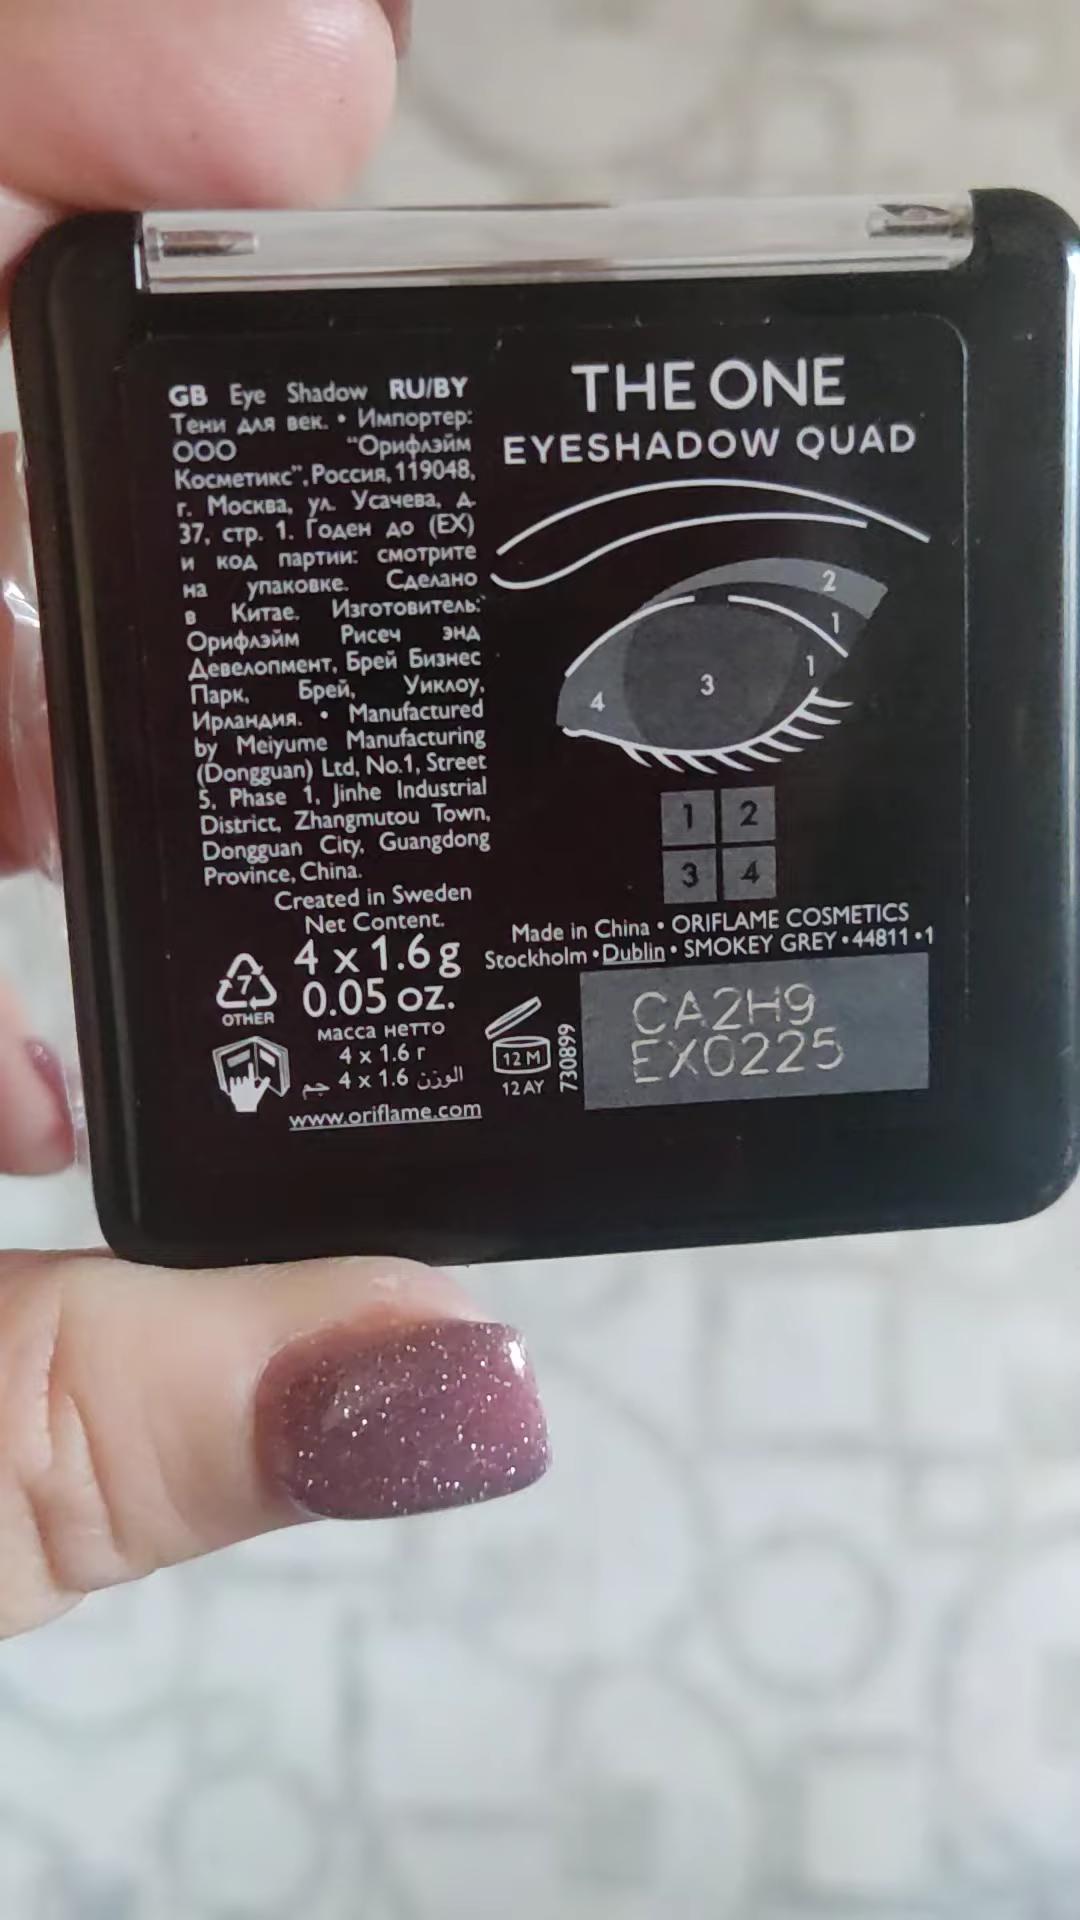 GB Eye Shadow RU/BY
Тени для век. • Импортер:
ООО "Орифлэйм
Косметикс", Россия, 119048,
г. Москва, ул. Усачева, д.
37, стр. 1. Годен до (EX)
и код партии: смотрите
на упаковке. Сделано
в Китае. Изготовитель:
Орифлэйм Рисеч энд
Девелопмент, Брей Бизнес
Парк, Брей, Уиклоу,
Ирландия. • Manufactured
by Meiyume Manufacturing
(Dongguan) Ltd, No.1, Street
5, Phase 1, Jinhe Industrial
District, Zhangmutou Town,
Dongguan City, Guangdong
Province, China.
Created in Sweden
Net Content.
4 x 1.6 g
0.05 oz.
масса нетто
4 x 1.6 г
الوزن 4 x 1.6 جم
www.oriflame.com
7
OTHER
THE ONE
EYESHADOW QUAD
2
1
1
3
4
1 2
3 4
Made in China • ORIFLAME COSMETICS
Stockholm • Dublin • SMOKEY GREY • 44811 • 1
12 M
12 AY
730899
CA2H9
EX0225